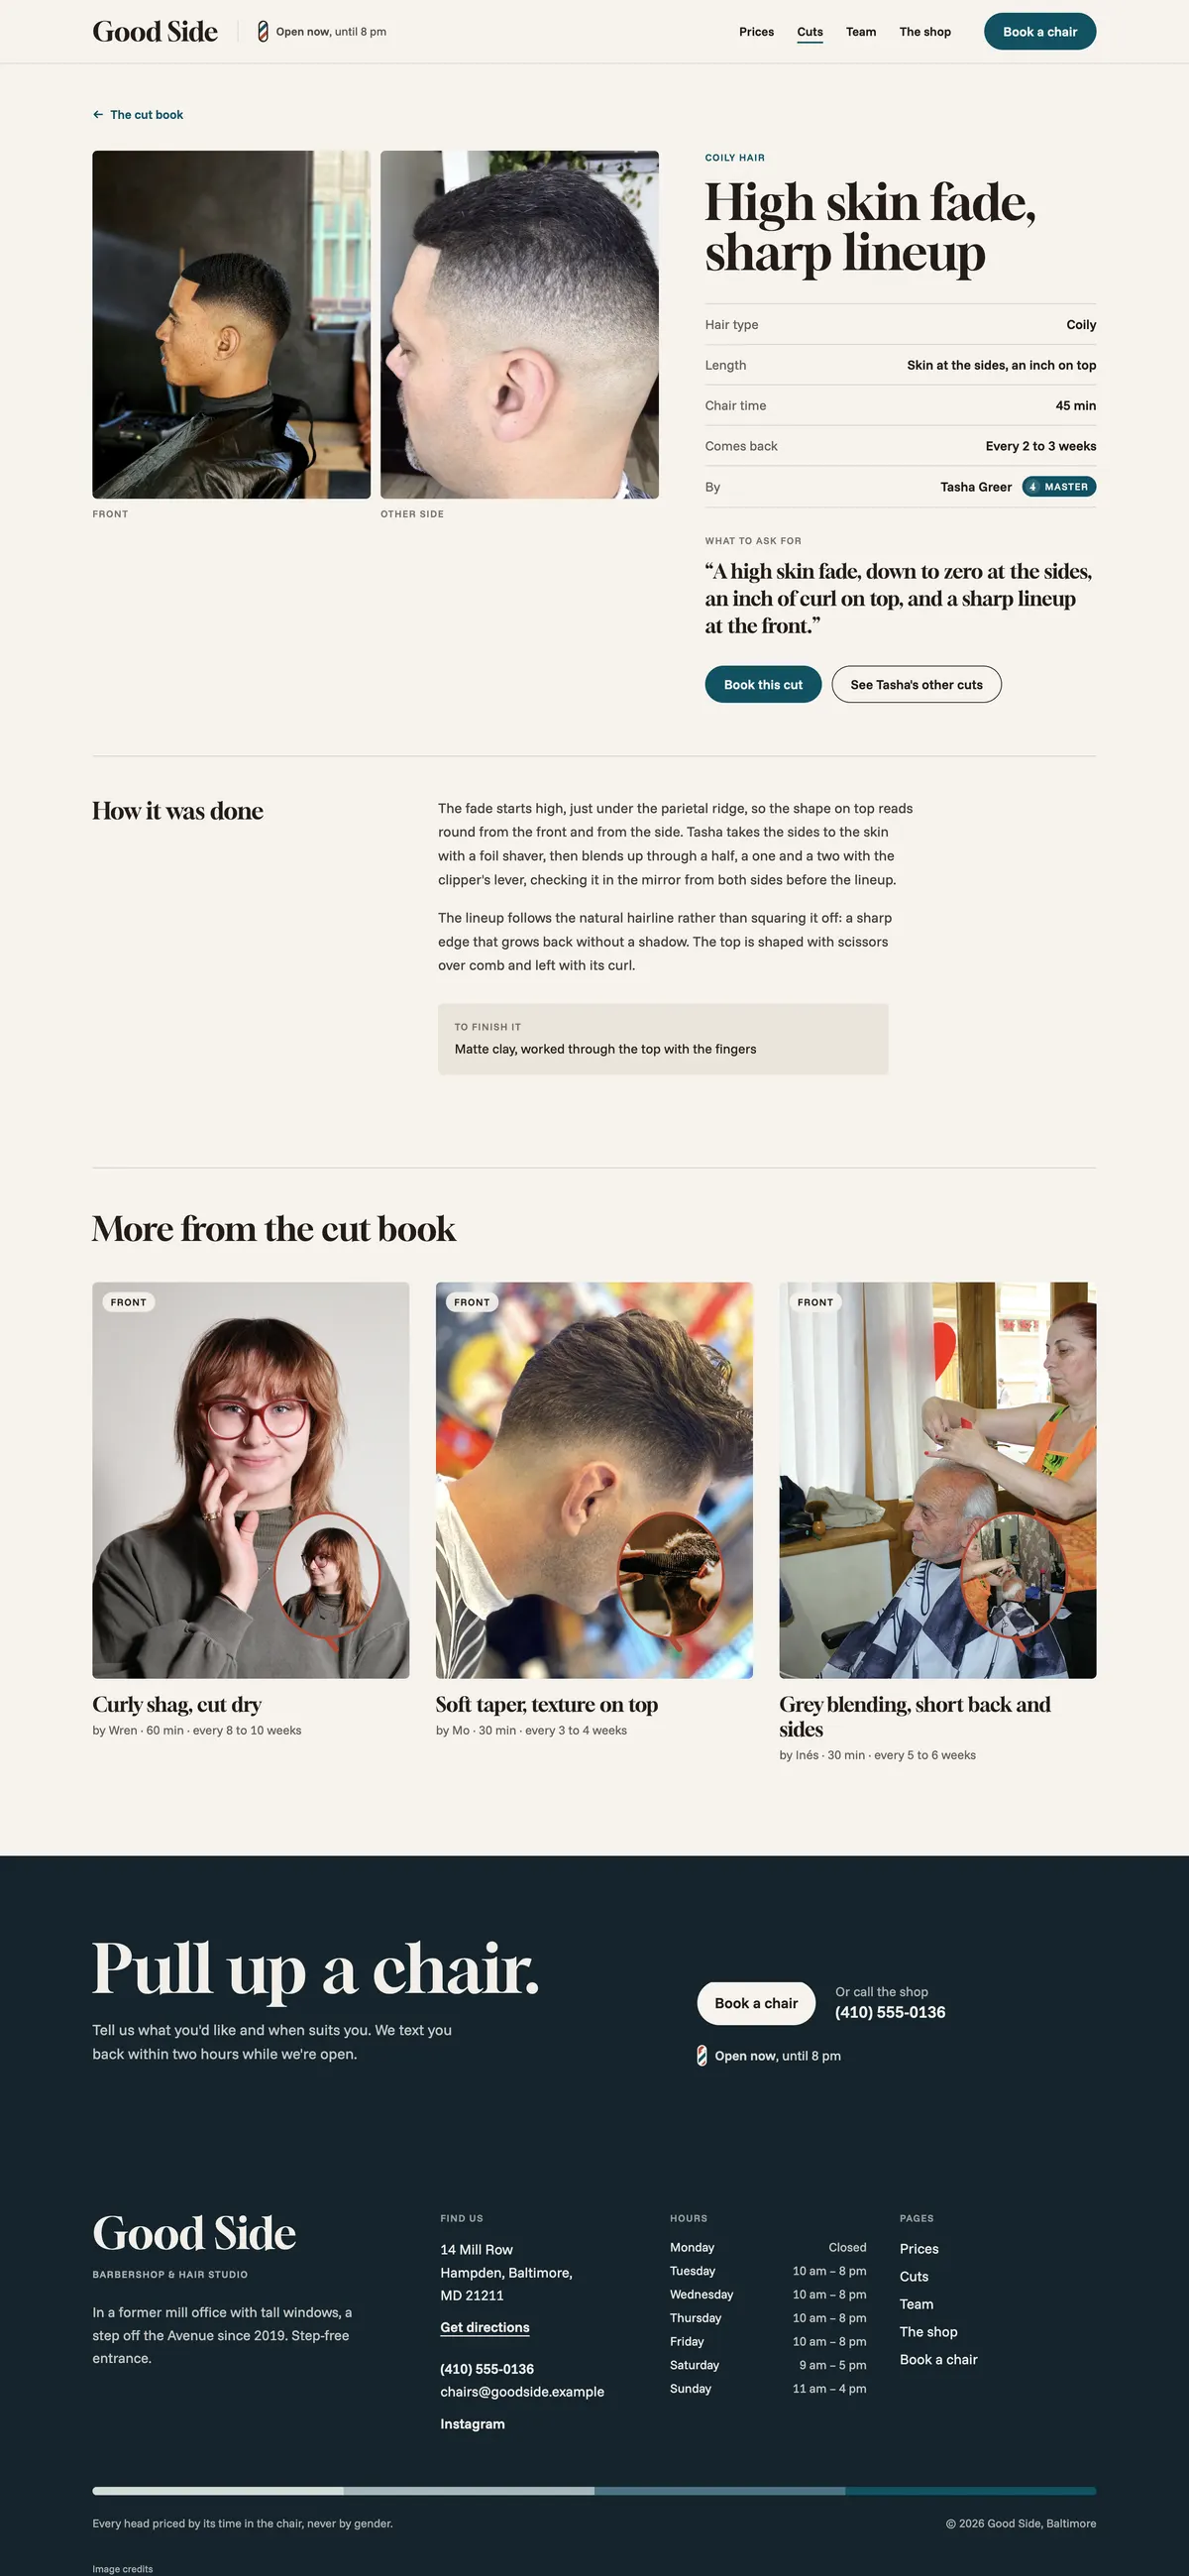 Good Side
Open now, until 8 pm
Prices
Cuts
Team
The shop
Book a chair
← The cut book
FRONT
OTHER SIDE
COILY HAIR
High skin fade,
sharp lineup
Hair type
Coily
Length
Skin at the sides, an inch on top
Chair time
45 min
Comes back
Every 2 to 3 weeks
By
Tasha Greer
4 MASTER
WHAT TO ASK FOR
“A high skin fade, down to zero at the sides,
an inch of curl on top, and a sharp lineup
at the front.”
Book this cut
See Tasha's other cuts
How it was done
The fade starts high, just under the parietal ridge, so the shape on top reads
round from the front and from the side. Tasha takes the sides to the skin
with a foil shaver, then blends up through a half, a one and a two with the
clipper's lever, checking it in the mirror from both sides before the lineup.
The lineup follows the natural hairline rather than squaring it off: a sharp
edge that grows back without a shadow. The top is shaped with scissors
over comb and left with its curl.
TO FINISH IT
Matte clay, worked through the top with the fingers
More from the cut book
FRONT
FRONT
FRONT
Curly shag, cut dry
by Wren · 60 min · every 8 to 10 weeks
Soft taper, texture on top
by Mo · 30 min · every 3 to 4 weeks
Grey blending, short back and
sides
by Inés · 30 min · every 5 to 6 weeks
Pull up a chair.
Tell us what you'd like and when suits you. We text you
back within two hours while we're open.
Book a chair
Or call the shop
(410) 555-0136
Open now, until 8 pm
Good Side
BARBERSHOP & HAIR STUDIO
In a former mill office with tall windows, a
step off the Avenue since 2019. Step-free
entrance.
FIND US
14 Mill Row
Hampden, Baltimore,
MD 21211
Get directions
(410) 555-0136
chairs@goodside.example
Instagram
HOURS
Monday
Closed
Tuesday
10 am – 8 pm
Wednesday
10 am – 8 pm
Thursday
10 am – 8 pm
Friday
10 am – 8 pm
Saturday
9 am – 5 pm
Sunday
11 am – 4 pm
PAGES
Prices
Cuts
Team
The shop
Book a chair
Every head priced by its time in the chair, never by gender.
© 2026 Good Side, Baltimore
Image credits